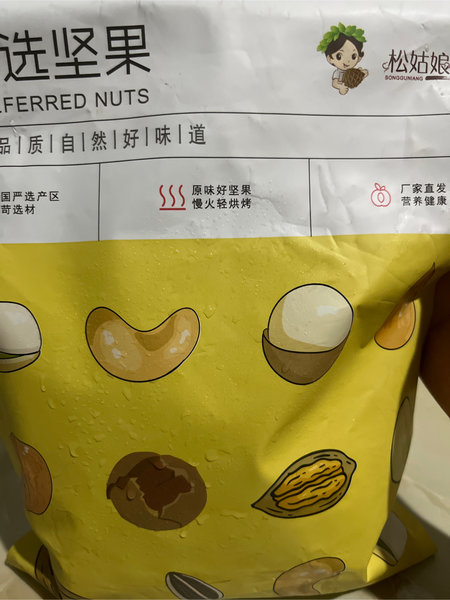 选坚果
松姑娘
SONGGUNIANG
EFERRED NUTS
品|质|自|然|好|味|道
国严选产区
苛选材
原味好坚果
慢火轻烘烤
厂家直发
营养健康